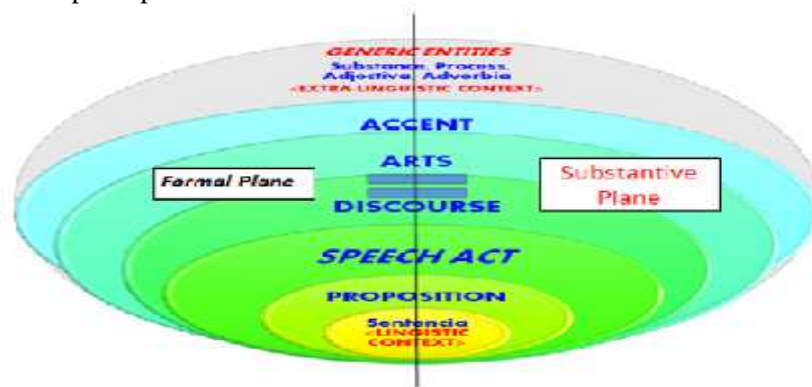 GENERIC ENTITIES
Substance, Process,
Adjective, Adverbia
<EXTRA-LINGUISTIC CONTEXT>
ACCENT
ARTS
Formal Plane
Substantive
Plane
DISCOURSE
SPEECH ACT
PROPOSITION
Sentencia
<LINGISTIC
CONTEXT>